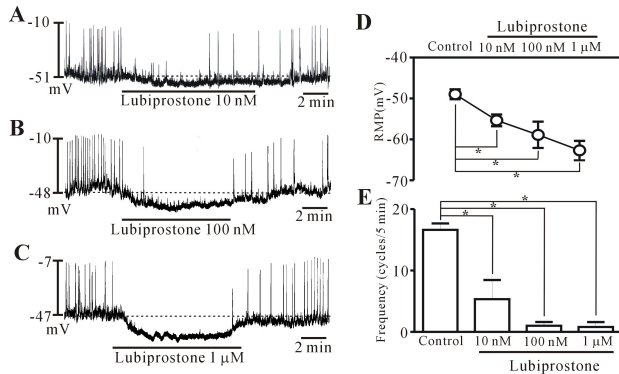 A
-10
-51
mV
Lubiprostone 10 nM
2 min
B
-10
-48
mV
Lubiprostone 100 nM
2 min
C
-7
-47
mV
Lubiprostone 1 μM
2 min
D
Lubiprostone
Control 10 nM 100 nM 1 μM
-40
-50
-60
-70
RMP(mV)
*
*
*
E
20
10
0
Frequency (cycles/5 min)
*
*
*
Control 10 nM 100 nM 1 μM
Lubiprostone